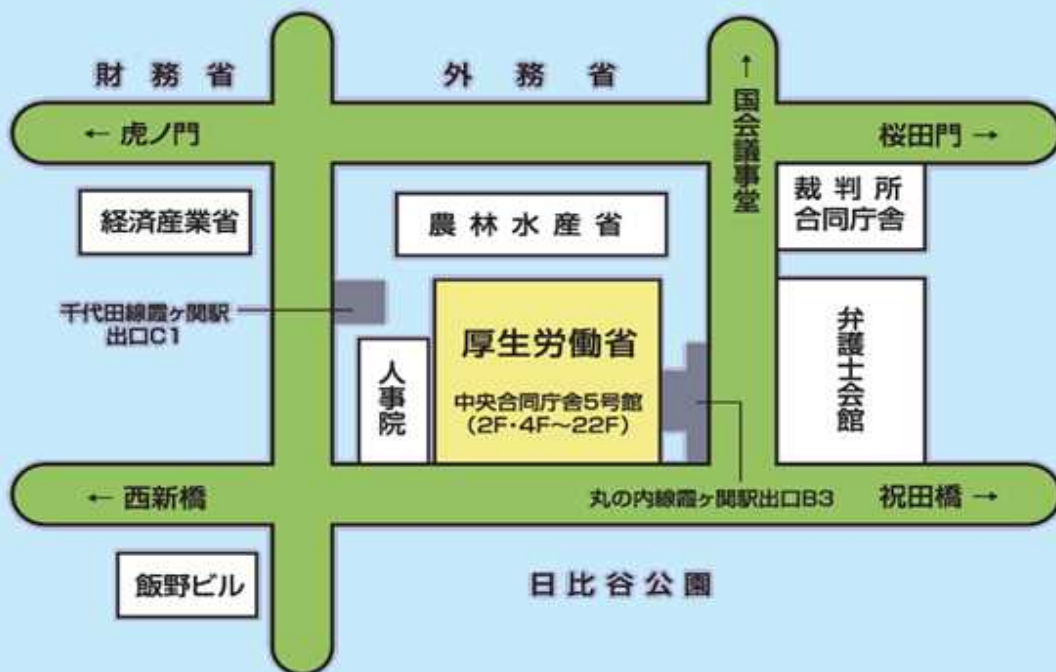 財務省
外務省
← 虎ノ門
↑国会議事堂
桜田門 →
経済産業省
農林水産省
裁判所
合同庁舎
千代田線霞ヶ関駅
出口C1
人事院
厚生労働省
中央合同庁舎5号館
(2F・4F～22F)
弁護士会館
← 西新橋
丸の内線霞ヶ関駅出口B3
祝田橋 →
飯野ビル
日比谷公園